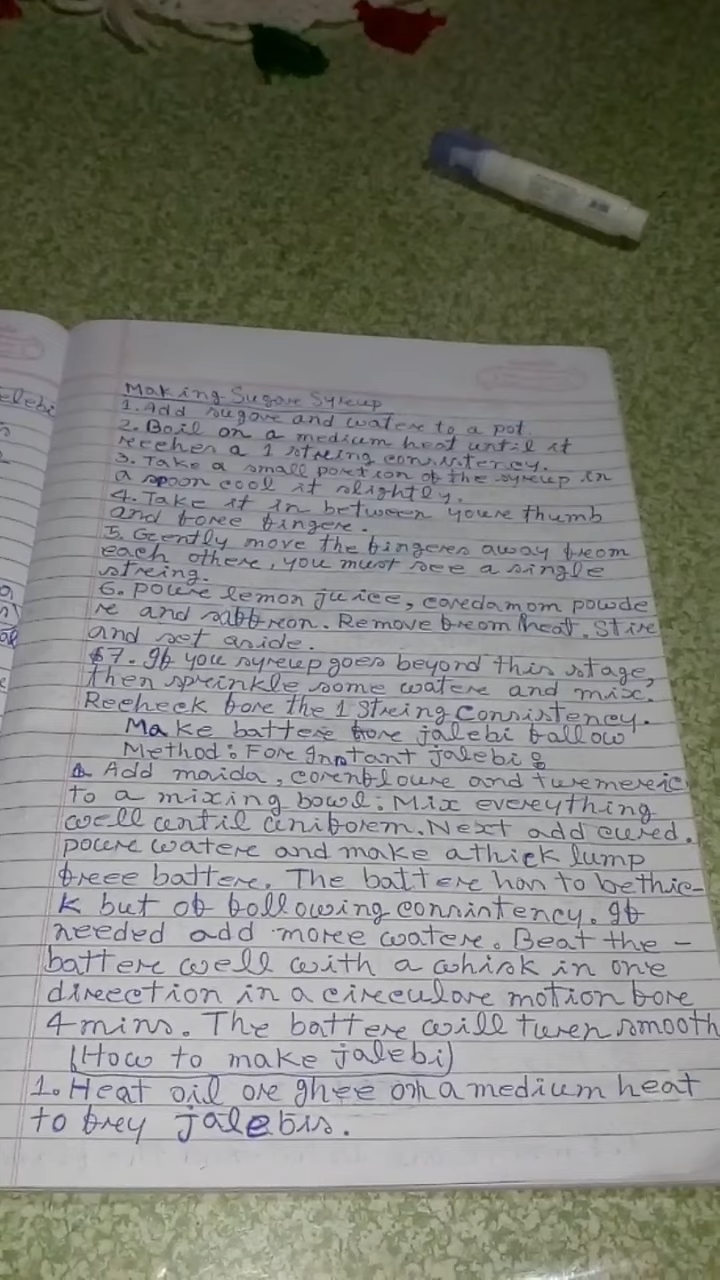 Making Sugar Syrup
1. Add sugar and water to a pot.
2. Boil on a medium heat until it
reches a 1 string consistency.
3. Take a small portion of the syrup in
a spoon cool it slightly.
4. Take it in between your thumb
and fore finger.
5. Gently move the fingers away from
each other, you must see a single
string.
6. Pour lemon juice, cardamom powde
r and saffron. Remove from heat. Stir
and set aside.
7. If you syrup goes beyond this stage,
then sprinkle some water and mix.
Recheck for the 1 String Consistency.
Make batter for jalebi fallow
Method: For Instant jalebi:
Add maida, cornflour and turmeric
to a mixing bowl. Mix everything
well until uniform. Next add curd.
pour water and make a thick lump
free batter. The batter has to be thic-
k but of following consistency. If
needed add more water. Beat the -
batter well with a whisk in one
direction in a circular motion for
4 mins. The batter will turn smooth
(How to make jalebi)
1. Heat oil or ghee on a medium heat
to fry jalebis.
elebi